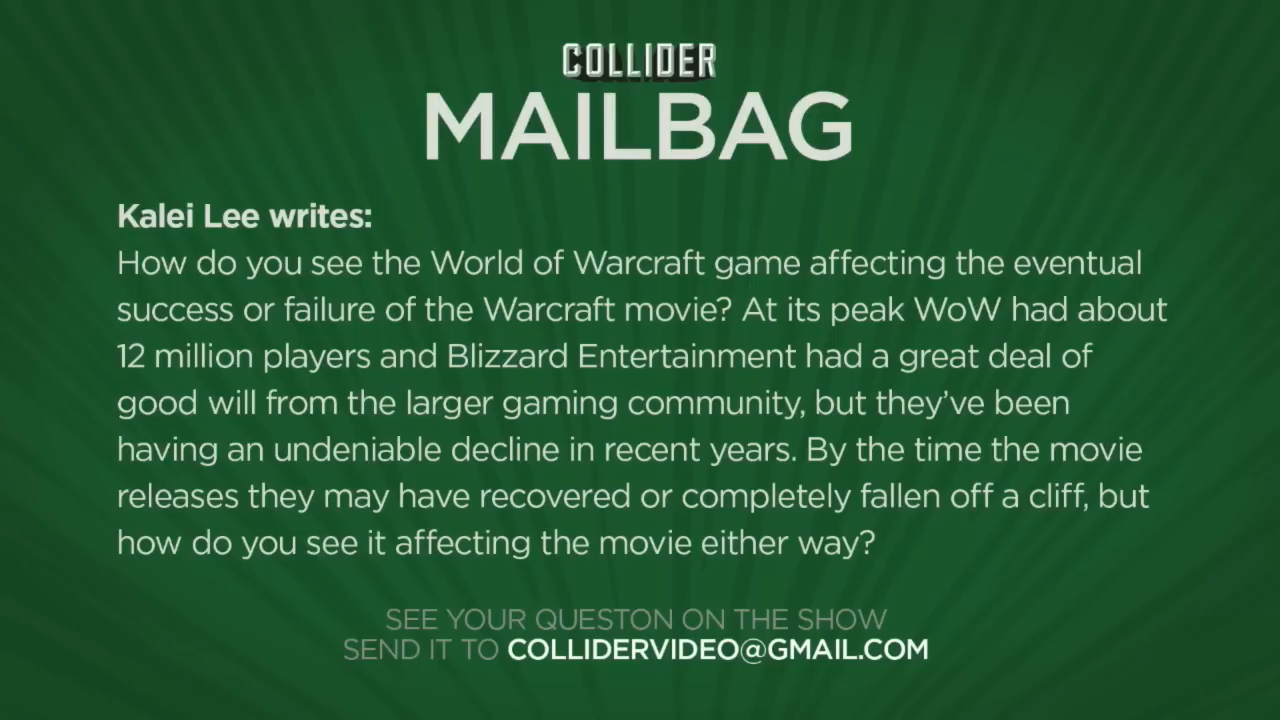 COLLIDER
MAILBAG
Kalei Lee writes:
How do you see the World of Warcraft game affecting the eventual
success or failure of the Warcraft movie? At its peak WoW had about
12 million players and Blizzard Entertainment had a great deal of
good will from the larger gaming community, but they've been
having an undeniable decline in recent years. By the time the movie
releases they may have recovered or completely fallen off a cliff, but
how do you see it affecting the movie either way?
SEE YOUR QUESTON ON THE SHOW
SEND IT TO COLLIDERVIDEO@GMAIL.COM